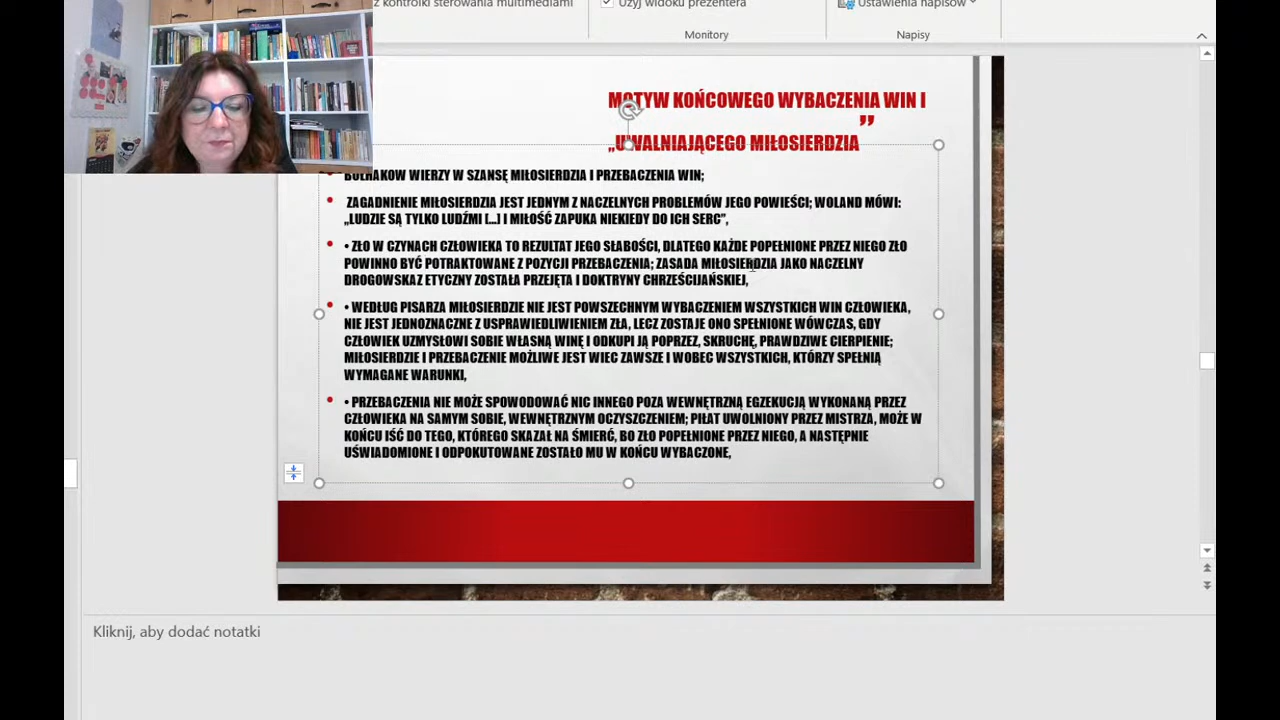 z kontrolki sterowania multimediami
Użyj widoku prezentera
Ustawienia napisów
Monitory
Napisy
MOTYW KOŃCOWEGO WYBACZENIA WIN I
„UWALNIAJĄCEGO MIŁOSIERDZIA”
BUŁHAKOW WIERZY W SZANSĘ MIŁOSIERDZIA I PRZEBACZENIA WIN;
• ZAGADNIENIE MIŁOSIERDZIA JEST JEDNYM Z NACZELNYCH PROBLEMÓW JEGO POWIEŚCI; WOLAND MÓWI:
„LUDZIE SĄ TYLKO LUDŹMI [...] I MIŁOŚĆ ZAPUKA NIEKIEDY DO ICH SERC”,
• • ZŁO W CZYNACH CZŁOWIEKA TO REZULTAT JEGO SŁABOŚCI, DLATEGO KAŻDE POPEŁNIONE PRZEZ NIEGO ZŁO
POWINNO BYĆ POTRAKTOWANE Z POZYCJI PRZEBACZENIA; ZASADA MIŁOSIERDZIA JAKO NACZELNY
DROGOWSKAZ ETYCZNY ZOSTAŁA PRZEJĘTA I DOKTRYNY CHRZEŚCIJAŃSKIEJ,
• • WEDŁUG PISARZA MIŁOSIERDZIE NIE JEST POWSZECHNYM WYBACZENIEM WSZYSTKICH WIN CZŁOWIEKA,
NIE JEST JEDNOZNACZNE Z USPRAWIEDLIWIENIEM ZŁA, LECZ ZOSTAJE ONO SPEŁNIONE WÓWCZAS, GDY
CZŁOWIEK UZMYSŁOWI SOBIE WŁASNĄ WINĘ I ODKUPI JĄ POPRZEZ, SKRUCHĘ, PRAWDZIWE CIERPIENIE;
MIŁOSIERDZIE I PRZEBACZENIE MOŻLIWE JEST WIEC ZAWSZE I WOBEC WSZYSTKICH, KTÓRZY SPEŁNIĄ
WYMAGANE WARUNKI,
• • PRZEBACZENIA NIE MOŻE SPOWODOWAĆ NIC INNEGO POZA WEWNĘTRZNĄ EGZEKUCJĄ WYKONANĄ PRZEZ
CZŁOWIEKA NA SAMYM SOBIE, WEWNĘTRZNYM OCZYSZCZENIEM; PIŁAT UWOLNIONY PRZEZ MISTRZA, MOŻE W
KOŃCU IŚĆ DO TEGO, KTÓREGO SKAZAŁ NA ŚMIERĆ, BO ZŁO POPEŁNIONE PRZEZ NIEGO, A NASTĘPNIE
UŚWIADOMIONE I ODPOKUTOWANE ZOSTAŁO MU W KOŃCU WYBACZONE,
Kliknij, aby dodać notatki